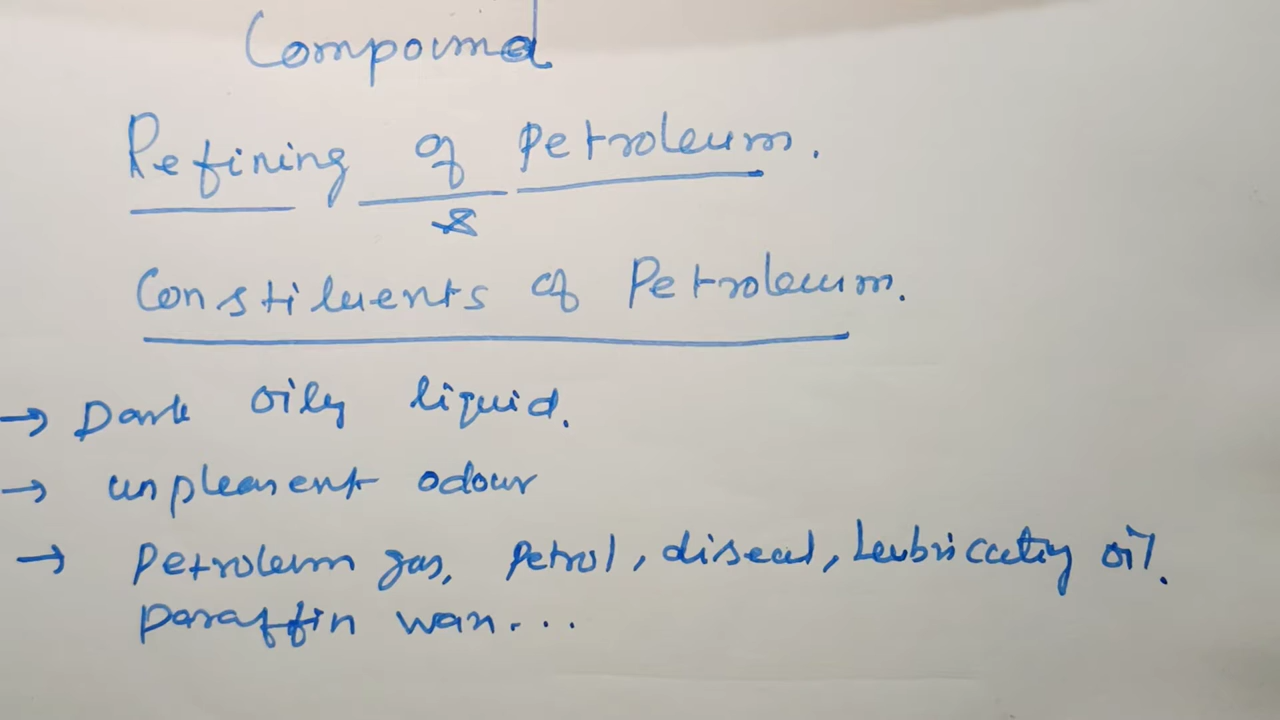 Compound
Refining of Petroleum.
&
Constituents of Petroleum.
→ Dark oily liquid.
→ unpleasent odour
→ Petroleum gas, Petrol, diseal, Lubricating oil.
Paraffin wax...